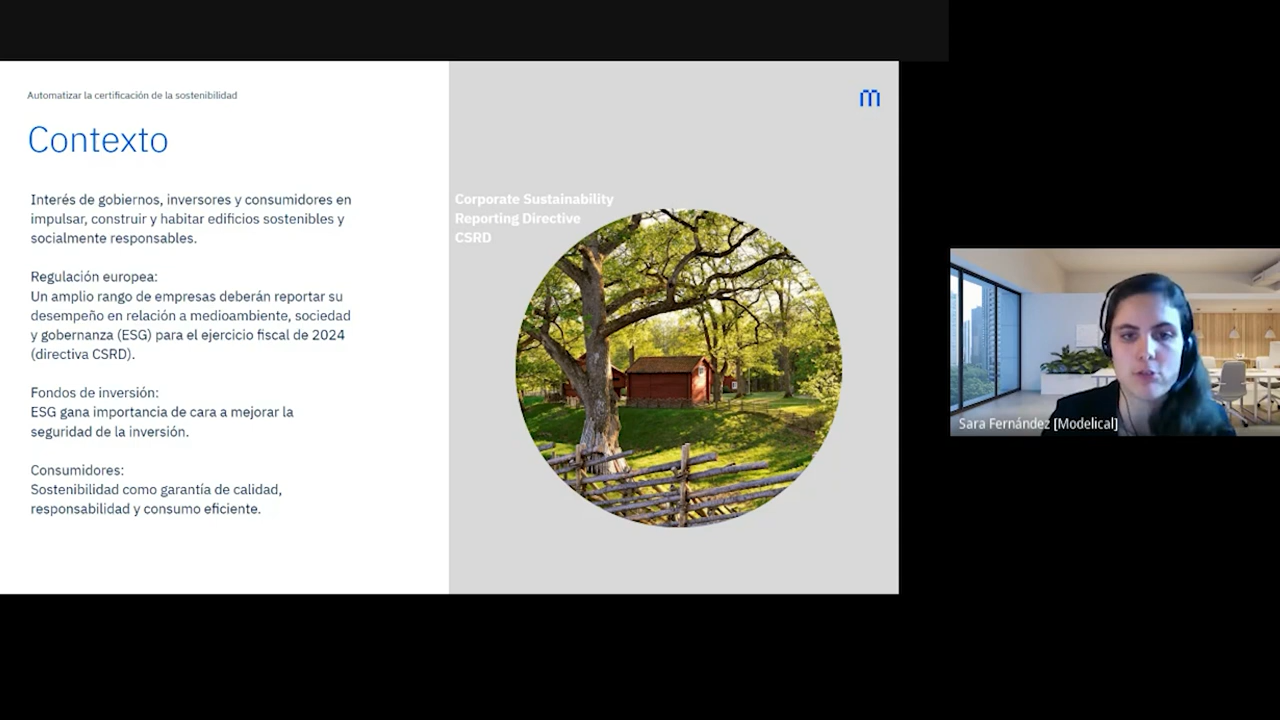 Automatizar la certificación de la sostenibilidad
Contexto
Interés de gobiernos, inversores y consumidores en
impulsar, construir y habitar edificios sostenibles y
socialmente responsables.
Regulación europea:
Un amplio rango de empresas deberán reportar su
desempeño en relación a medioambiente, sociedad
y gobernanza (ESG) para el ejercicio fiscal de 2024
(directiva CSRD).
Fondos de inversión:
ESG gana importancia de cara a mejorar la
seguridad de la inversión.
Consumidores:
Sostenibilidad como garantía de calidad,
responsabilidad y consumo eficiente.
Corporate Sustainability
Reporting Directive
CSRD
m
Sara Fernández [Modelical]